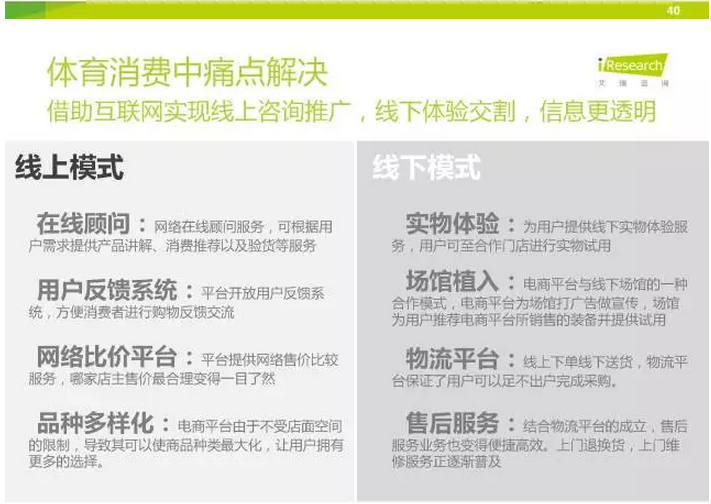 40
体育消费中痛点解决
iResearch
艾瑞咨询
借助互联网实现线上咨询推广，线下体验交割，信息更透明
线上模式
在线顾问：网络在线顾问服务，可根据用
户需求提供产品讲解、消费推荐以及验货等服务
用户反馈系统：平台开放用户反馈系
统，方便消费者进行购物反馈交流
网络比价平台：平台提供网络售价比较
服务，哪家店主售价最合理变得一目了然
品种多样化：电商平台由于不受店面空间
的限制，导致其可以使商品种类最大化，让用户拥有
更多的选择。
线下模式
实物体验：为用户提供线下实物体验服
务，用户可至合作门店进行实物试用
场馆植入：电商平台与线下场馆的一种
合作模式，电商平台为场馆打广告做宣传，场馆
为用户推荐电商平台所销售的装备并提供试用
物流平台：线上下单线下送货，物流平
台保证了用户可以足不出户完成采购。
售后服务：结合物流平台的成立，售后
服务业务也变得便捷高效。上门退换货，上门维
修服务正逐渐普及